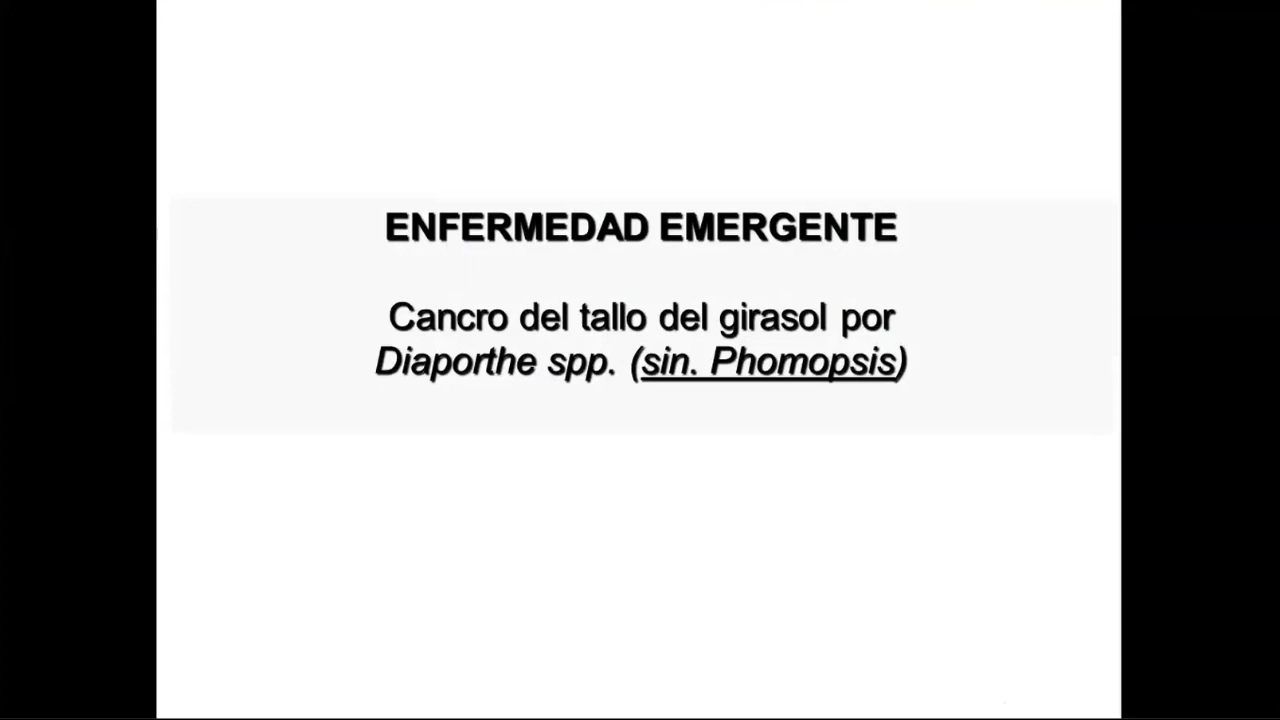 ENFERMEDAD EMERGENTE
Cancro del tallo del girasol por
Diaporthe spp. (sin. Phomopsis)